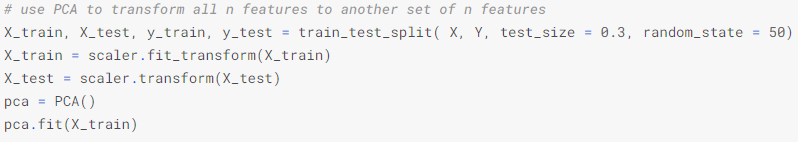 # use PCA to transform all n features to another set of n features
X_train, X_test, y_train, y_test = train_test_split( X, Y, test_size = 0.3, random_state = 50)
X_train = scaler.fit_transform(X_train)
X_test = scaler.transform(X_test)
pca = PCA()
pca.fit(X_train)